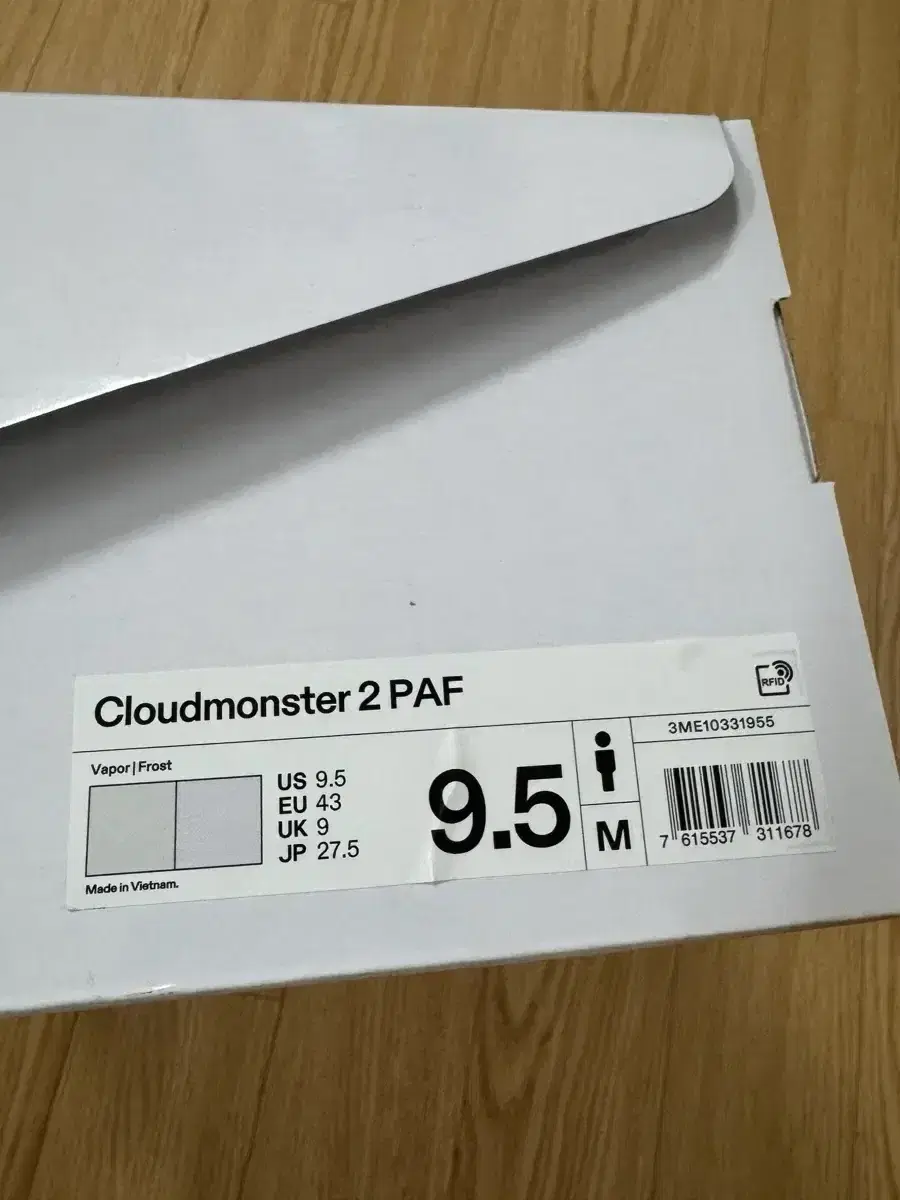 Cloudmonster 2 PAF
RFID
Vapor | Frost
US 9.5
EU 43
UK 9
JP 27.5
Made in Vietnam.
9.5
M
3ME10331955
7 615537 311678